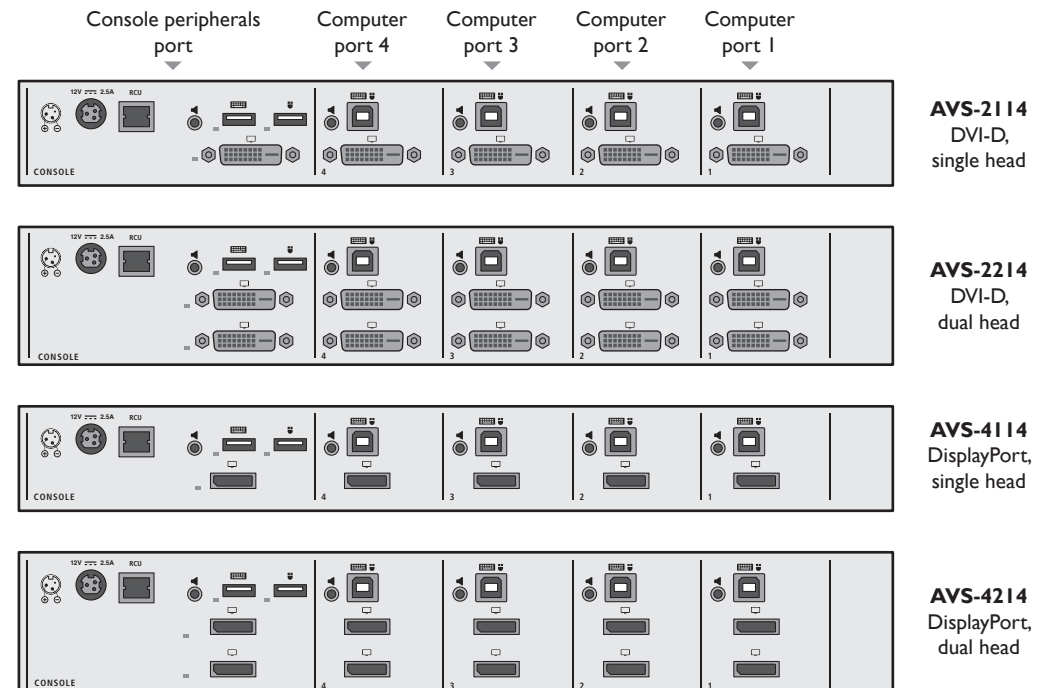 Console peripherals port
Computer port 4
Computer port 3
Computer port 2
Computer port 1
12V 2.5A RCU
CONSOLE
4
3
2
1
AVS-2114
DVI-D,
single head
12V 2.5A RCU
CONSOLE
4
3
2
1
AVS-2214
DVI-D,
dual head
12V 2.5A RCU
CONSOLE
4
3
2
1
AVS-4114
DisplayPort,
single head
12V 2.5A RCU
CONSOLE
4
3
2
1
AVS-4214
DisplayPort,
dual head